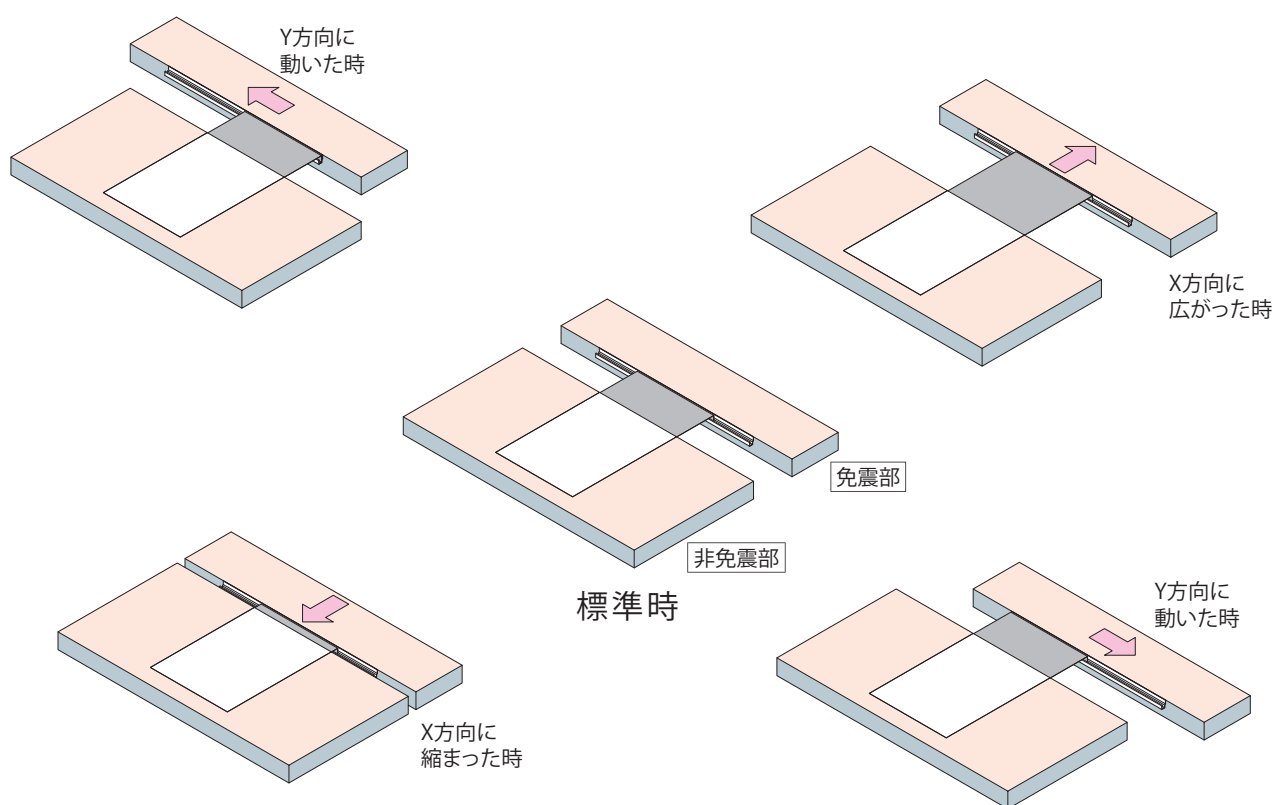 Y方向に
動いた時
X方向に
広がった時
免震部
非免震部
標準時
X方向に
縮まった時
Y方向に
動いた時